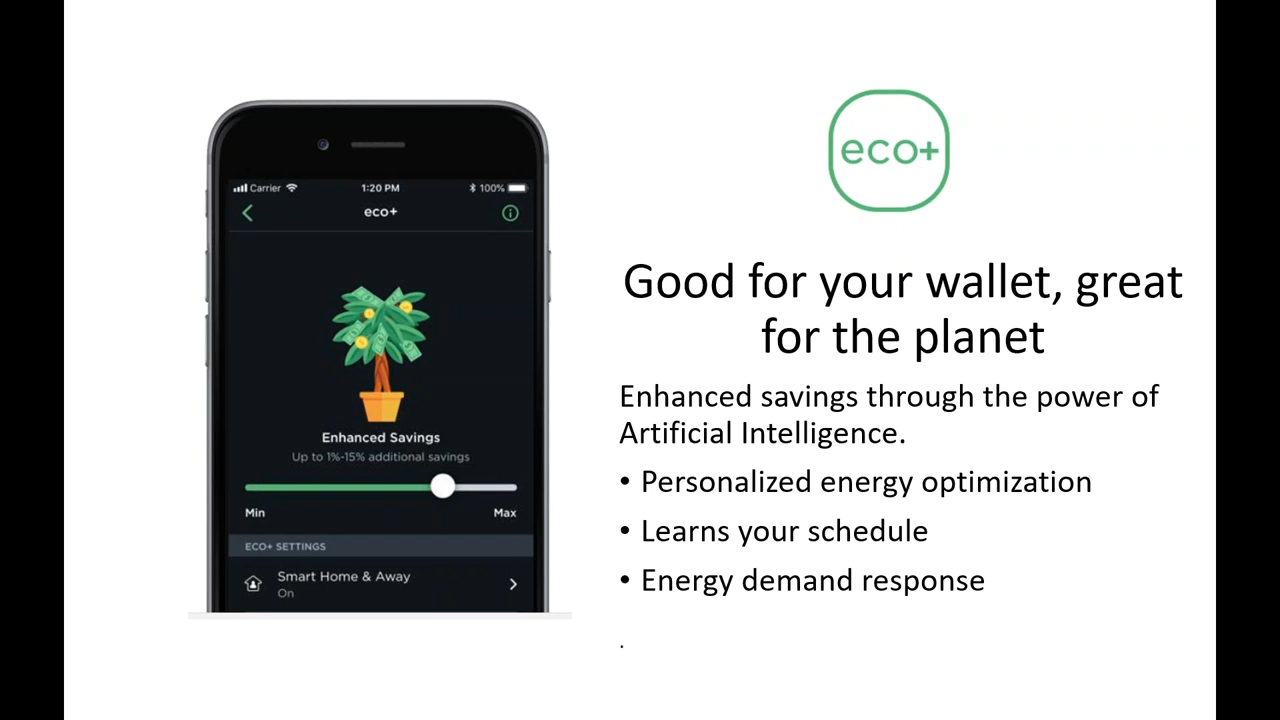 Carrier
1:20 PM
100%
eco+
Enhanced Savings
Up to 1%-15% additional savings
Min
Max
ECO+ SETTINGS
Smart Home & Away
On
eco+
Good for your wallet, great
for the planet
Enhanced savings through the power of
Artificial Intelligence.
• Personalized energy optimization
• Learns your schedule
• Energy demand response
.